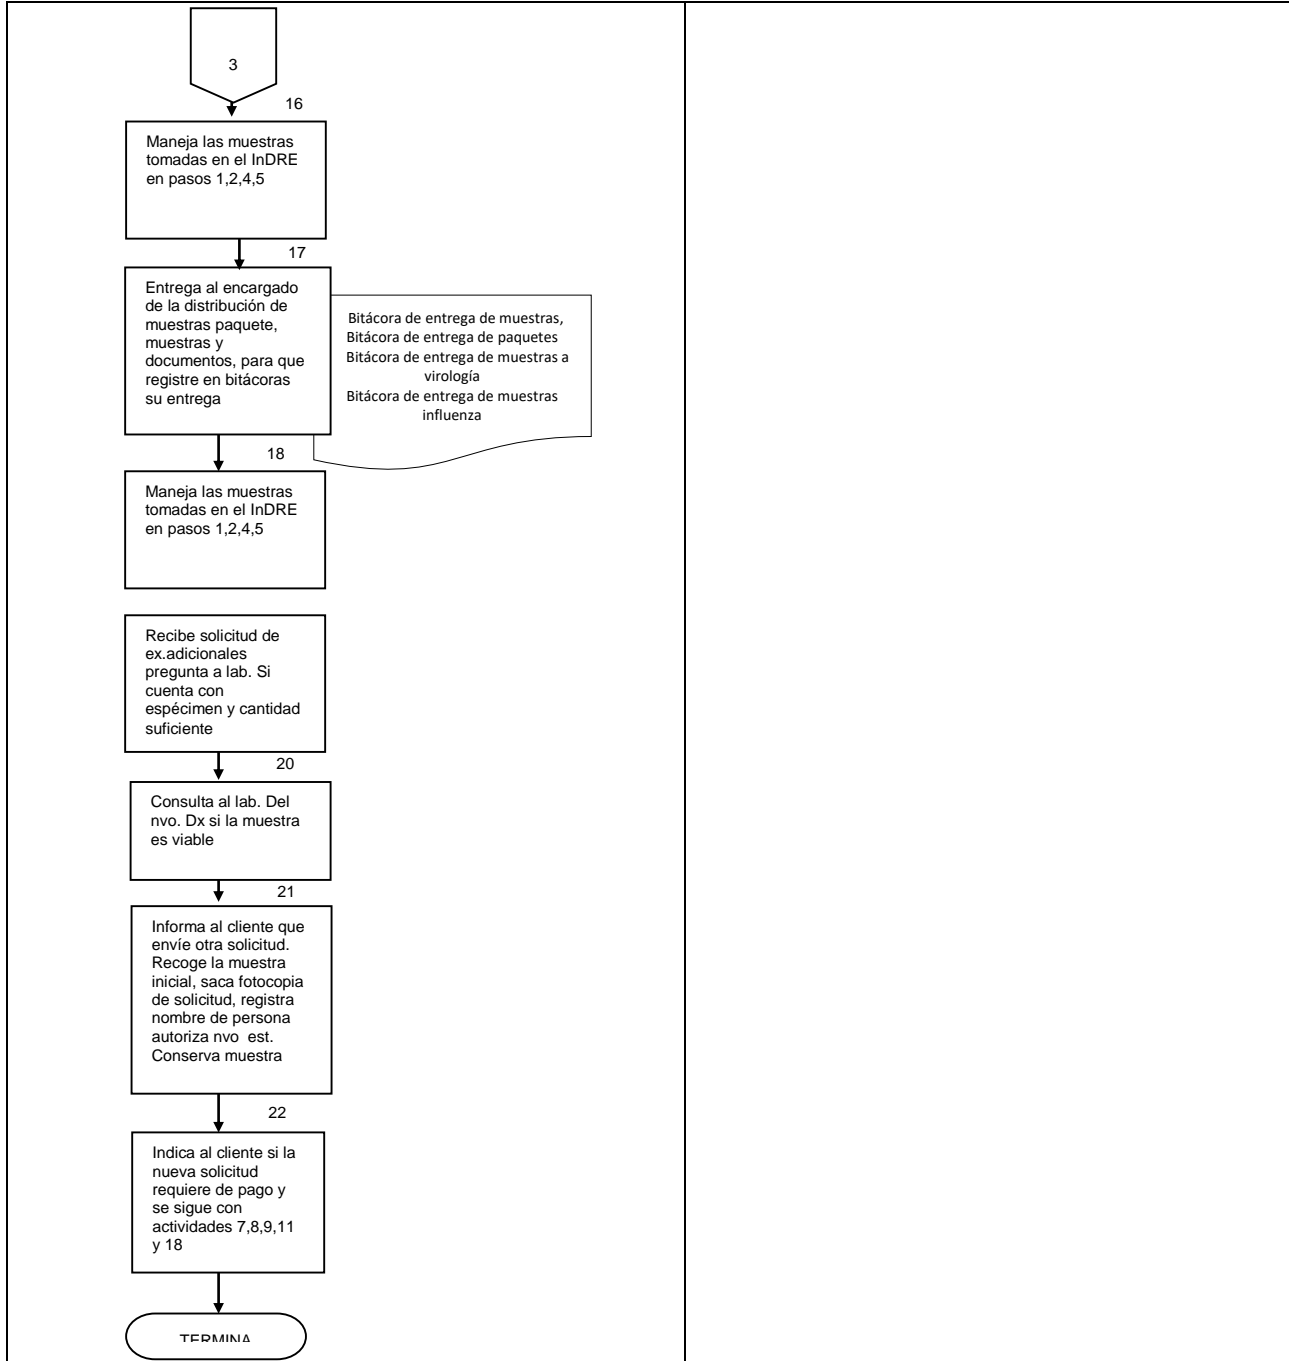 3
16
Maneja las muestras
tomadas en el InDRE
en pasos 1,2,4,5
17
Entrega al encargado
de la distribución de
muestras paquete,
muestras y
documentos, para que
registre en bitácoras
su entrega
Bitácora de entrega de muestras,
Bitácora de entrega de paquetes
Bitácora de entrega de muestras a
virología
Bitácora de entrega de muestras
influenza
18
Maneja las muestras
tomadas en el InDRE
en pasos 1,2,4,5
Recibe solicitud de
ex.adicionales
pregunta a lab. Si
cuenta con
espécimen y cantidad
suficiente
20
Consulta al lab. Del
nvo. Dx si la muestra
es viable
21
Informa al cliente que
envíe otra solicitud.
Recoge la muestra
inicial, saca fotocopia
de solicitud, registra
nombre de persona
autoriza nvo est.
Conserva muestra
22
Indica al cliente si la
nueva solicitud
requiere de pago y
se sigue con
actividades 7,8,9,11
y 18
TERMINA